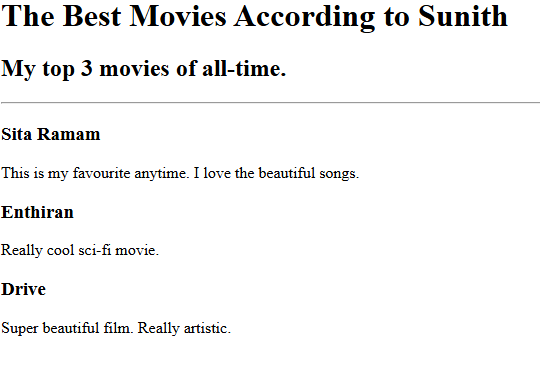 The Best Movies According to Sunith
My top 3 movies of all-time.
Sita Ramam
This is my favourite anytime. I love the beautiful songs.
Enthiran
Really cool sci-fi movie.
Drive
Super beautiful film. Really artistic.